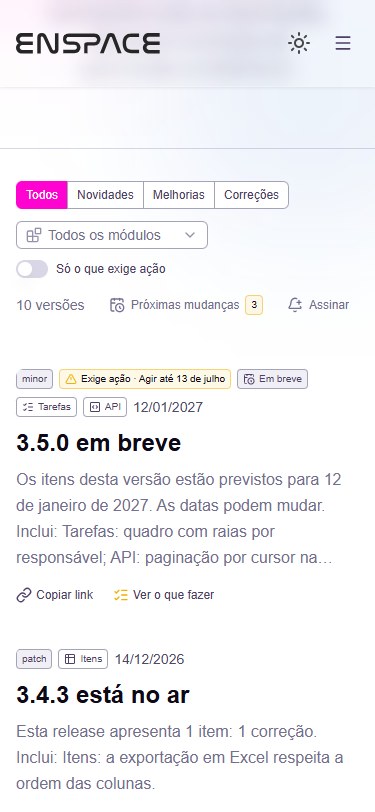 ENSPACE
Todos Novidades Melhorias Correções
Todos os módulos
Só o que exige ação
10 versões Próximas mudanças 3 Assinar
minor Exige ação · Agir até 13 de julho Em breve
Tarefas API 12/01/2027
3.5.0 em breve
Os itens desta versão estão previstos para 12
de janeiro de 2027. As datas podem mudar.
Inclui: Tarefas: quadro com raias por
responsável; API: paginação por cursor na…
Copiar link Ver o que fazer
patch Itens 14/12/2026
3.4.3 está no ar
Esta release apresenta 1 item: 1 correção.
Inclui: Itens: a exportação em Excel respeita a
ordem das colunas.